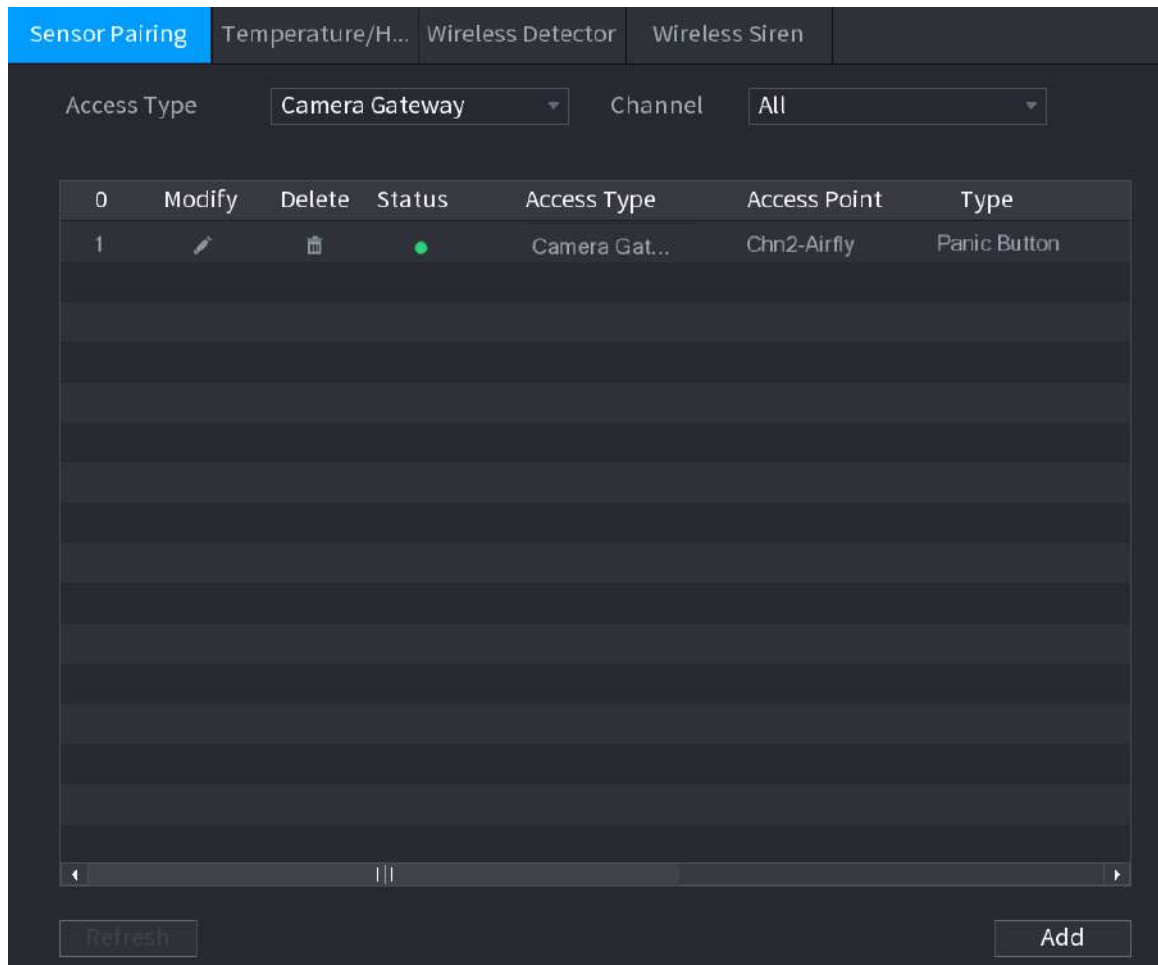 Sensor Pairing Temperature/H... Wireless Detector Wireless Siren
Access Type Camera Gateway Channel All
0 Modify Delete Status Access Type Access Point Type
1 Camera Gat... Chn2-Airfly Panic Button
Refresh Add